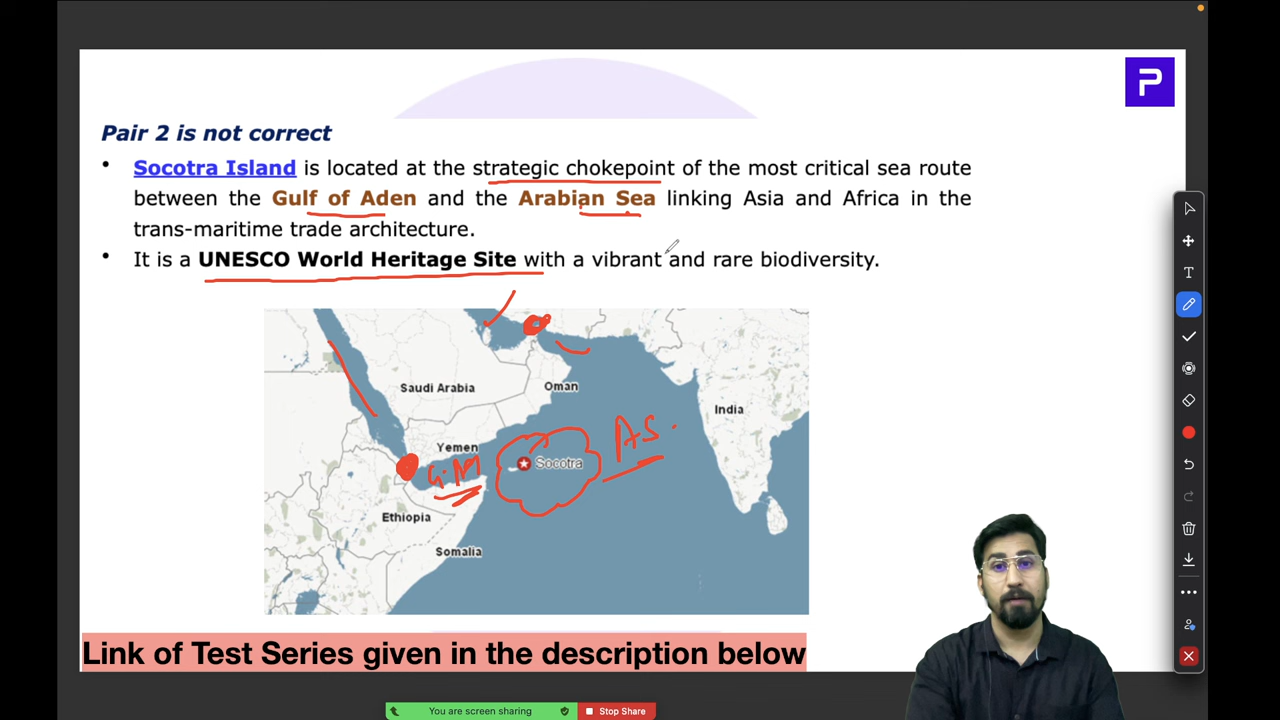 P
Pair 2 is not correct
• Socotra Island is located at the strategic chokepoint of the most critical sea route
between the Gulf of Aden and the Arabian Sea linking Asia and Africa in the
trans-maritime trade architecture.
• It is a UNESCO World Heritage Site with a vibrant and rare biodiversity.
Saudi Arabia
Oman
India
Yemen
Socotra
AS.
Ethiopia
Somalia
T
Link of Test Series given in the description below
You are screen sharing
Stop Share